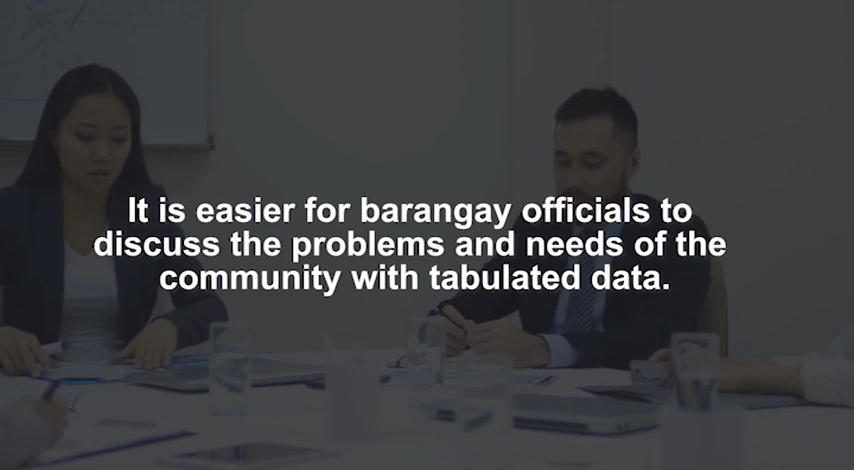 It is easier for barangay officials to
discuss the problems and needs of the
community with tabulated data.